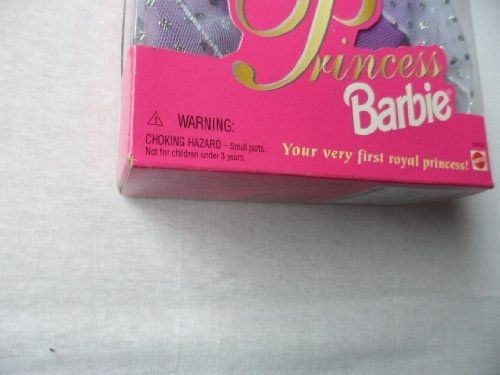 Princess
Barbie
WARNING:
CHOKING HAZARD – Small parts.
Not for children under 3 years.
Your very first royal princess!